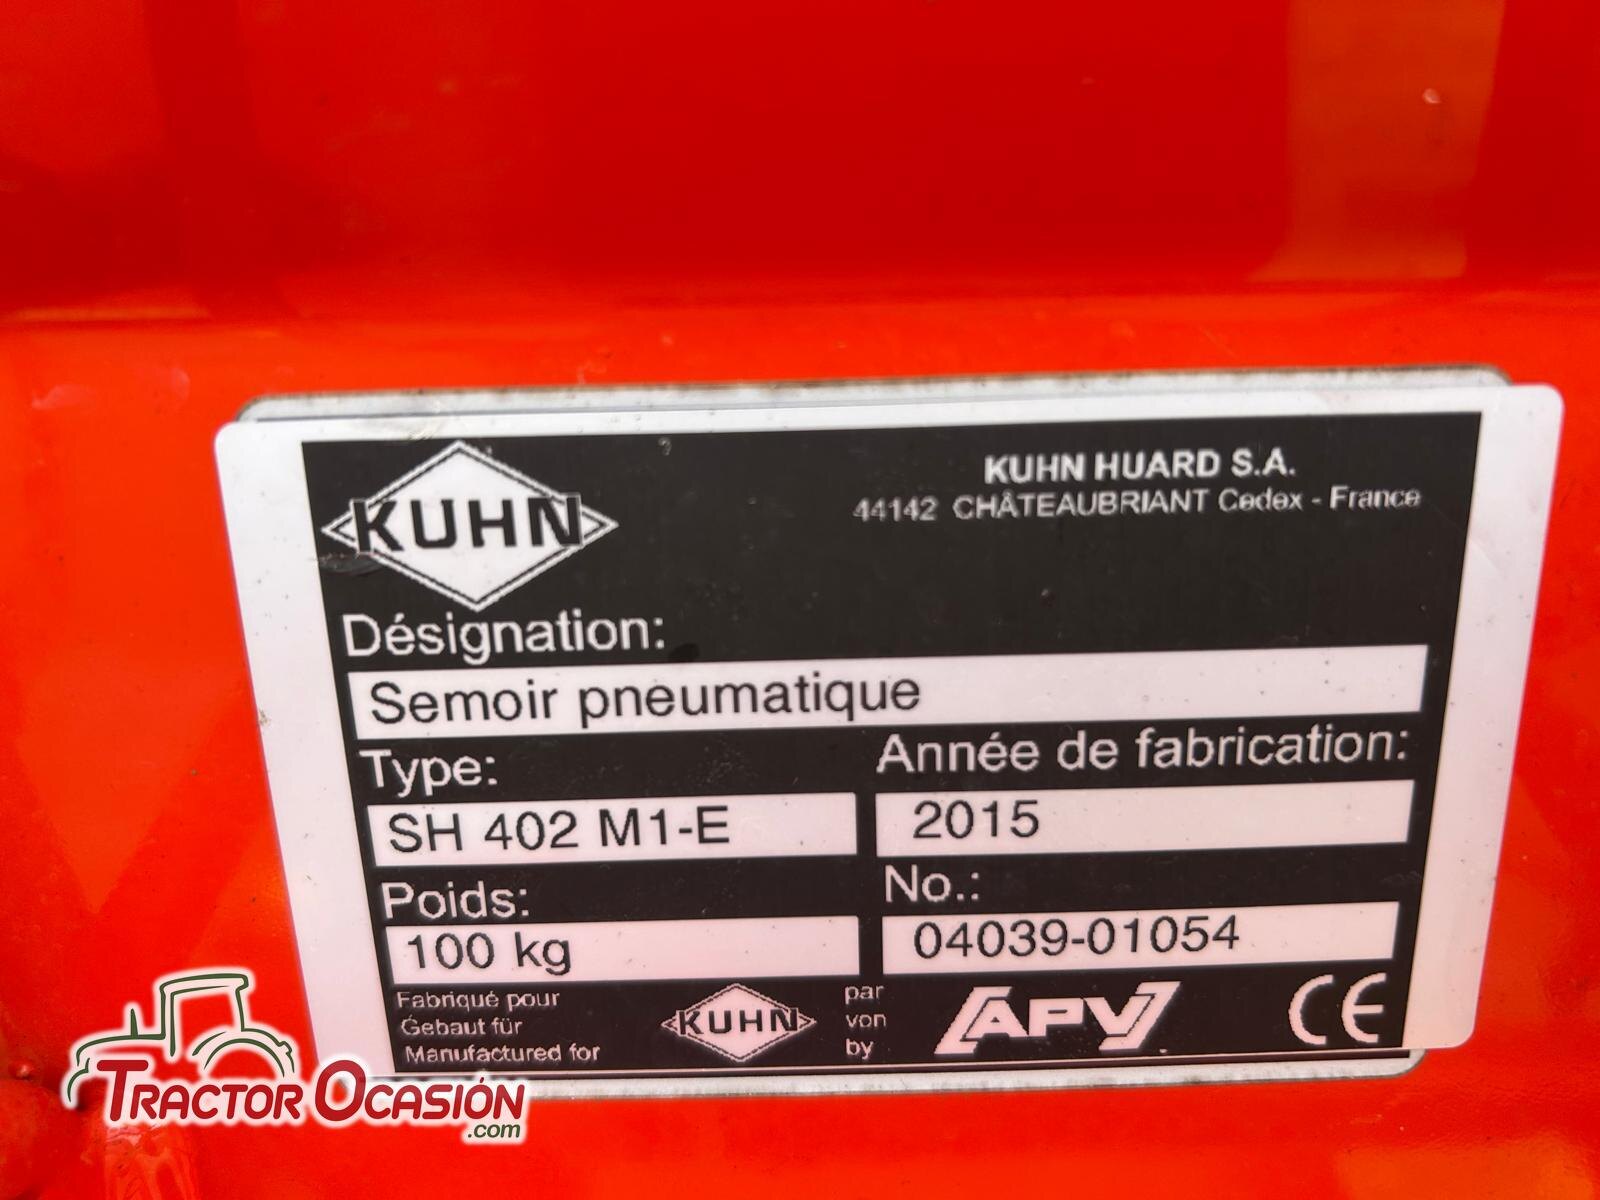 KUHN
KUHN HUARD S.A.
44142 CHÂTEAUBRIANT Cedex - France
Désignation:
Semoir pneumatique
Type:
SH 402 M1-E
Année de fabrication:
2015
Poids:
100 kg
No.:
04039-01054
Fabriqué pour
Gebaut für
Manufactured for
KUHN
par
von
by
APV
CE
TRACTOR OCASIÓN
.com